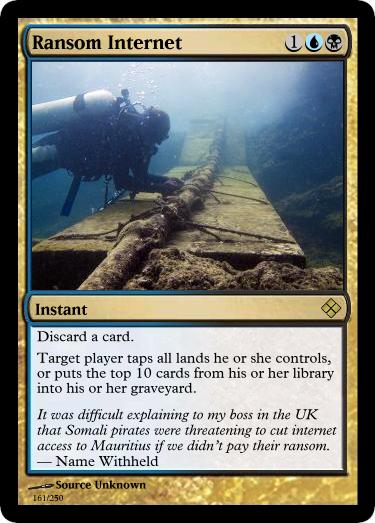 Ransom Internet 1
Instant
Discard a card.
Target player taps all lands he or she controls,
or puts the top 10 cards from his or her library
into his or her graveyard.
It was difficult explaining to my boss in the UK
that Somali pirates were threatening to cut internet
access to Mauritius if we didn't pay their ransom.
— Name Withheld
Source Unknown
161/250